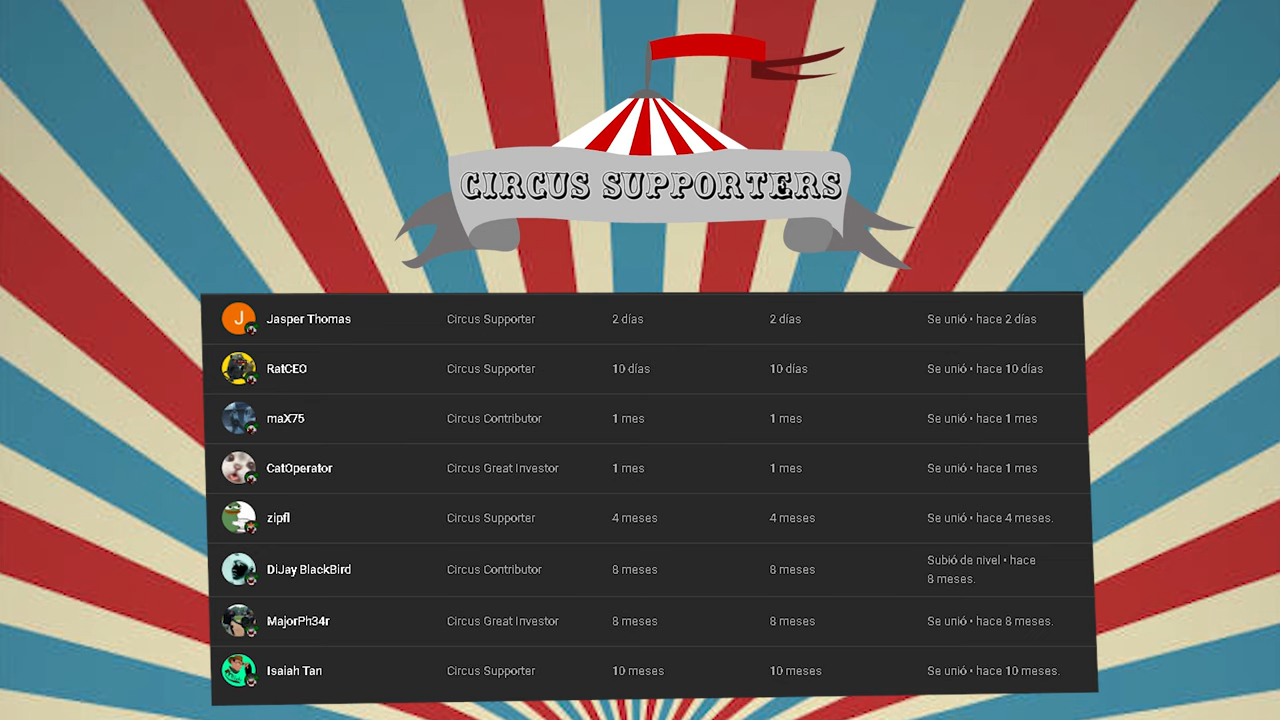 CIRCUS SUPPORTERS
J Jasper Thomas Circus Supporter 2 días 2 días Se unió • hace 2 días
RatCEO Circus Supporter 10 días 10 días Se unió • hace 10 días
maX75 Circus Contributor 1 mes 1 mes Se unió • hace 1 mes
CatOperator Circus Great Investor 1 mes 1 mes Se unió • hace 1 mes
zipfl Circus Supporter 4 meses 4 meses Se unió • hace 4 meses.
DiJay BlackBird Circus Contributor 8 meses 8 meses Subió de nivel • hace
8 meses.
MajorPh34r Circus Great Investor 8 meses 8 meses Se unió • hace 8 meses.
Isaiah Tan Circus Supporter 10 meses 10 meses Se unió • hace 10 meses.